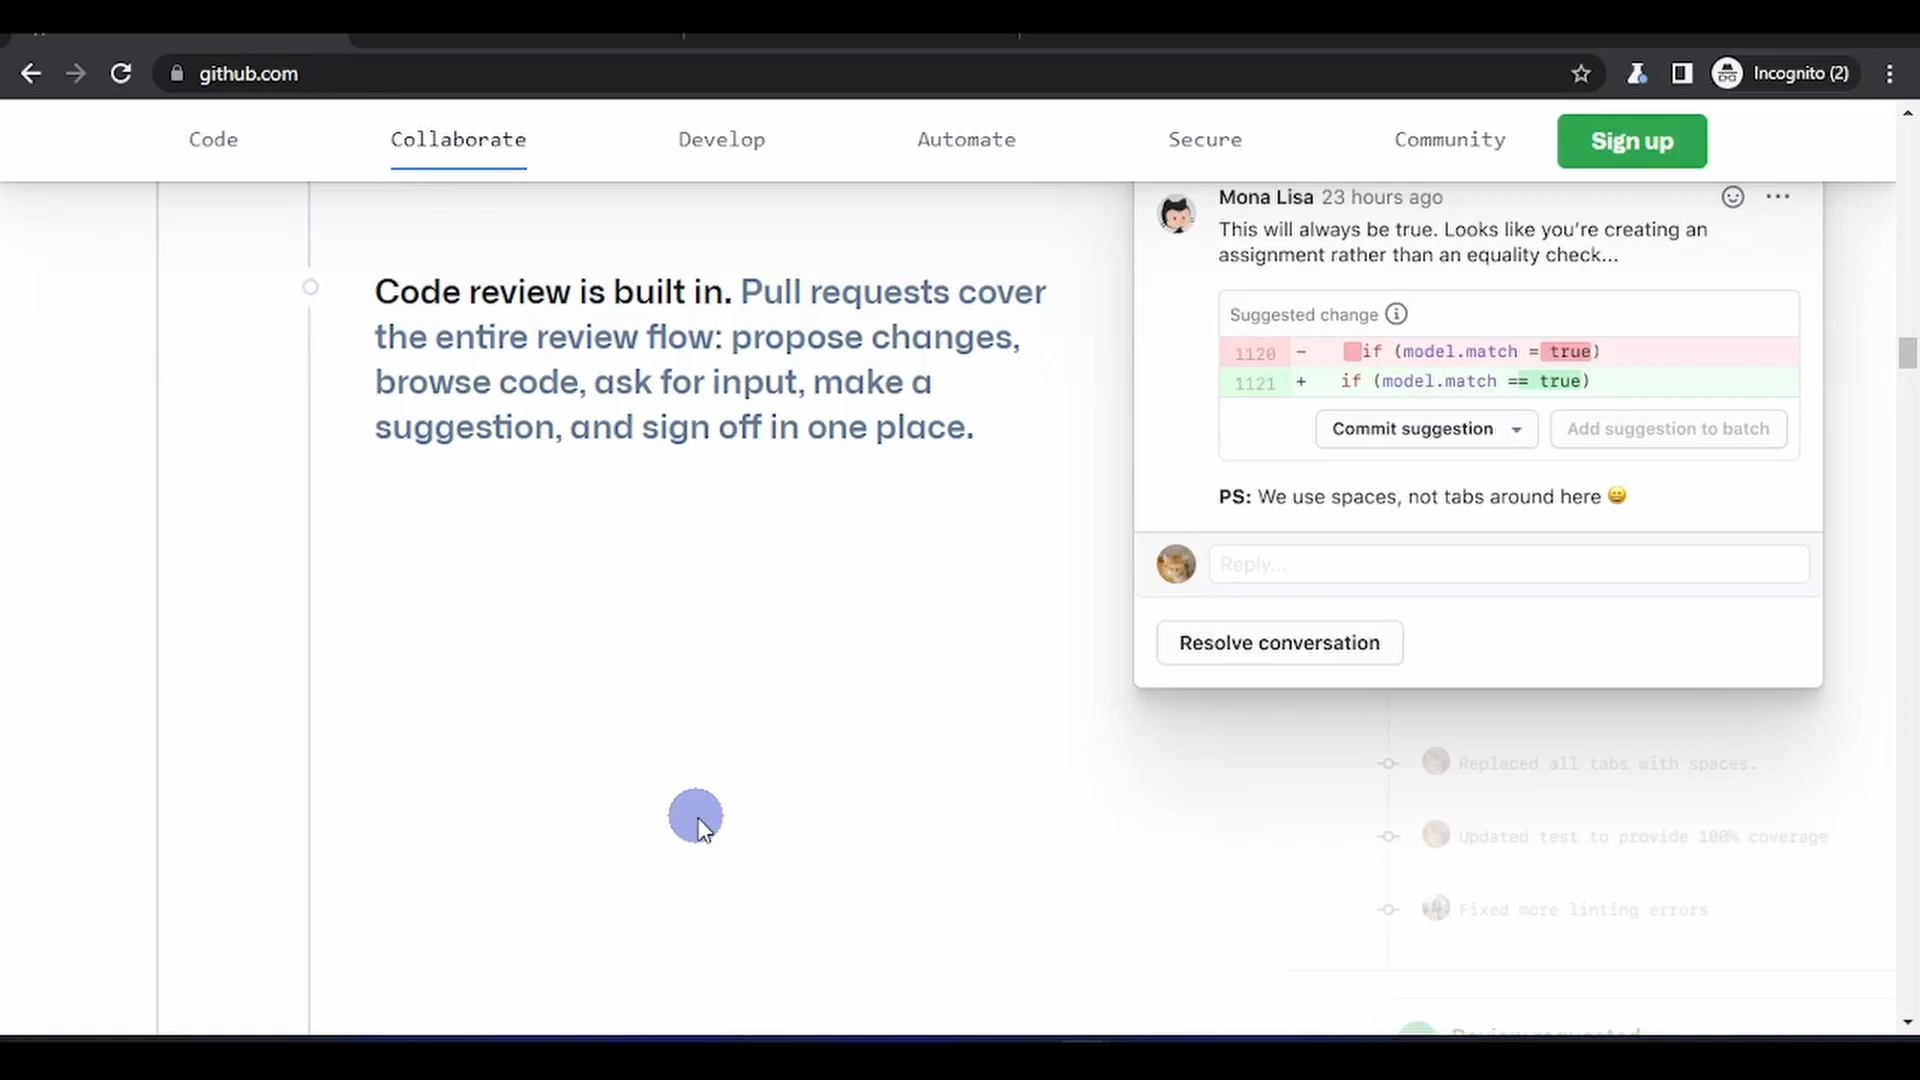 github.com
Incognito (2)
Code
Collaborate
Develop
Automate
Secure
Community
Sign up
Code review is built in. Pull requests cover
the entire review flow: propose changes,
browse code, ask for input, make a
suggestion, and sign off in one place.
Mona Lisa 23 hours ago
This will always be true. Looks like you’re creating an
assignment rather than an equality check...
Suggested change
1120 - if (model.match = true)
1121 + if (model.match == true)
Commit suggestion
Add suggestion to batch
PS: We use spaces, not tabs around here 😄
Reply...
Resolve conversation
Replaced all tabs with spaces.
Updated test to provide 100% coverage
Fixed more linting errors
Review requested